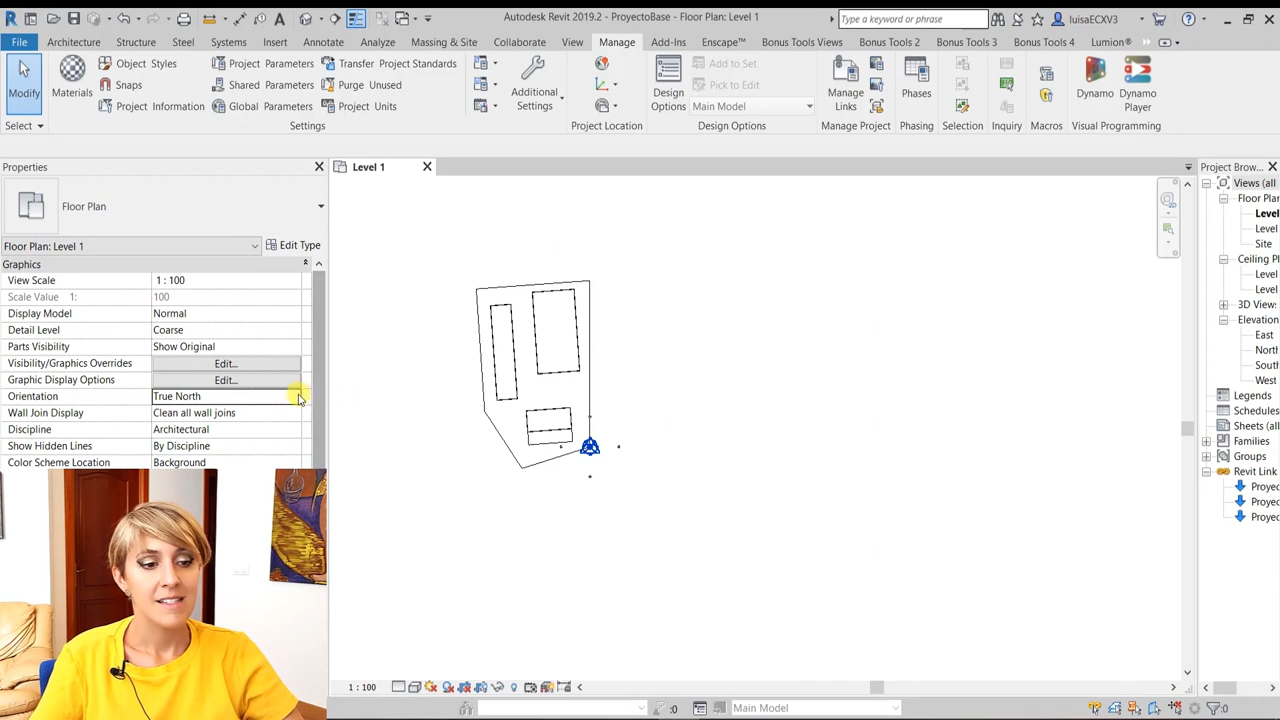 Autodesk Revit 2019.2 - ProyectoBase - Floor Plan: Level 1
Type a keyword or phrase
luisaECXV3
File Architecture Structure Steel Systems Insert Annotate Analyze Massing & Site Collaborate View Manage Add-Ins Enscape™ Bonus Tools Views Bonus Tools 2 Bonus Tools 3 Bonus Tools 4 Lumion®
Modify
Materials
Object Styles
Snaps
Project Information
Project Parameters
Shared Parameters
Global Parameters
Transfer Project Standards
Purge Unused
Project Units
Additional
Settings
Design
Options
Add to Set
Pick to Edit
Main Model
Manage
Links
Phases
Dynamo
Dynamo
Player
Select Settings Project Location Design Options Manage Project Phasing Selection Inquiry Macros Visual Programming
Properties
Floor Plan
Floor Plan: Level 1
Edit Type
Graphics
View Scale 1 : 100
Scale Value 1: 100
Display Model Normal
Detail Level Coarse
Parts Visibility Show Original
Visibility/Graphics Overrides Edit...
Graphic Display Options Edit...
Orientation True North
Wall Join Display Clean all wall joins
Discipline Architectural
Show Hidden Lines By Discipline
Color Scheme Location Background
Level 1
Project Brow...
Views (all
Floor Plan
Level
Level
Site
Ceiling Pl
Level
Level
3D View
Elevation
East
North
Sout
West
Legends
Schedules
Sheets (all
Families
Groups
Revit Link
Proyec
Proyec
Proyec
1 : 100
:0
Main Model
:0